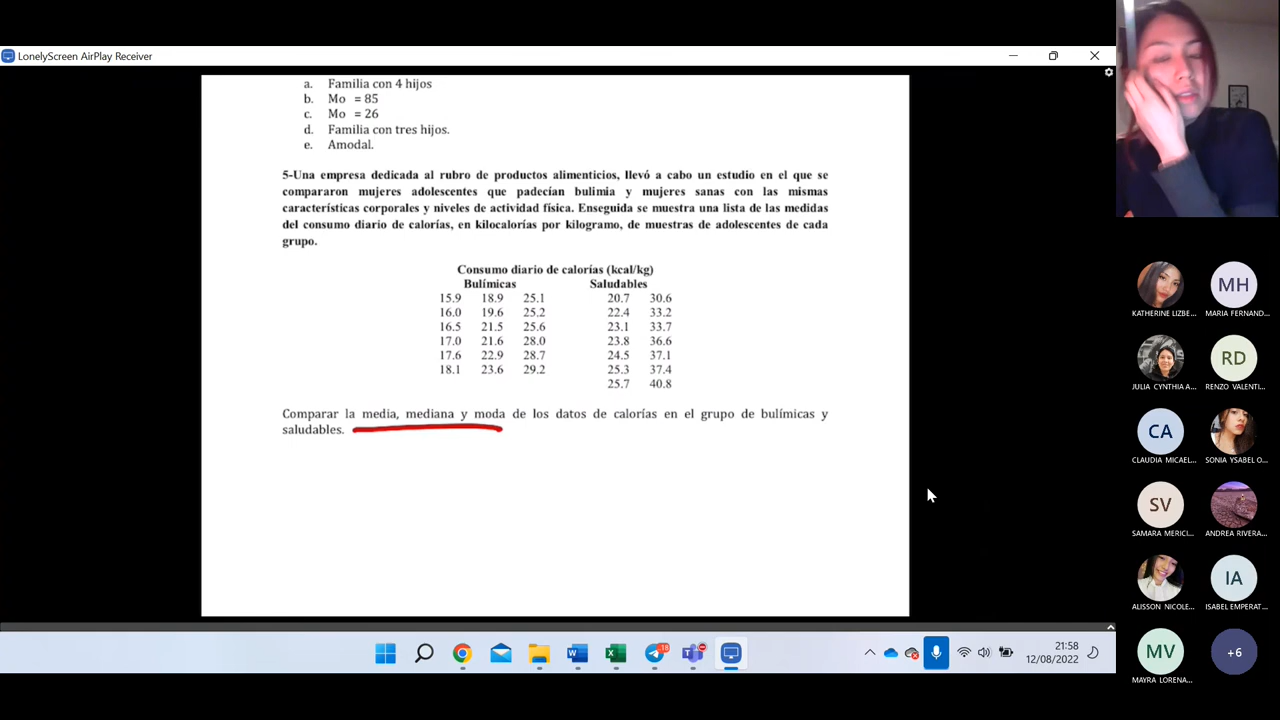 LonelyScreen AirPlay Receiver
a. Familia con 4 hijos
b. Mo = 85
c. Mo = 26
d. Familia con tres hijos.
e. Amodal.
5-Una empresa dedicada al rubro de productos alimenticios, llevó a cabo un estudio en el que se
compararon mujeres adolescentes que padecían bulimia y mujeres sanas con las mismas
características corporales y niveles de actividad física. Enseguida se muestra una lista de las medidas
del consumo diario de calorías, en kilocalorías por kilogramo, de muestras de adolescentes de cada
grupo.
Consumo diario de calorías (kcal/kg)
Bulímicas Saludables
15.9 18.9 25.1 20.7 30.6
16.0 19.6 25.2 22.4 33.2
16.5 21.5 25.6 23.1 33.7
17.0 21.6 28.0 23.8 36.6
17.6 22.9 28.7 24.5 37.1
18.1 23.6 29.2 25.3 37.4
25.7 40.8
Comparar la media, mediana y moda de los datos de calorías en el grupo de bulímicas y
saludables.
KATHERINE LIZBE... MARIA FERNAND...
MH
JULIA CYNTHIA A... RENZO VALENTI...
RD
CA
CLAUDIA MICAEL... SONIA YSABEL O...
SV
SAMARA MERICI... ANDREA RIVERA...
IA
ALISSON NICOLE... ISABEL EMPERAT...
MV +6
MAYRA LORENA...
18
21:58
12/08/2022